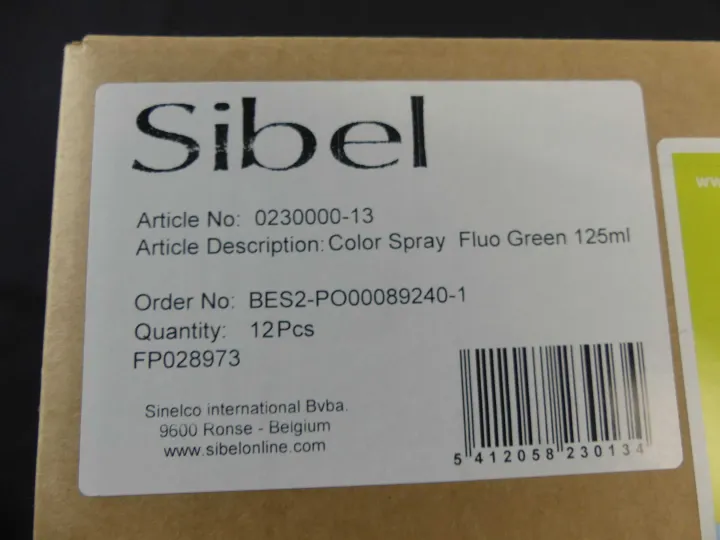 Sibel
Article No: 0230000-13
Article Description: Color Spray Fluo Green 125ml
Order No: BES2-PO00089240-1
Quantity: 12Pcs
FP028973
Sinelco international Bvba.
9600 Ronse - Belgium
www.sibelonline.com
5 412058 230134
ww